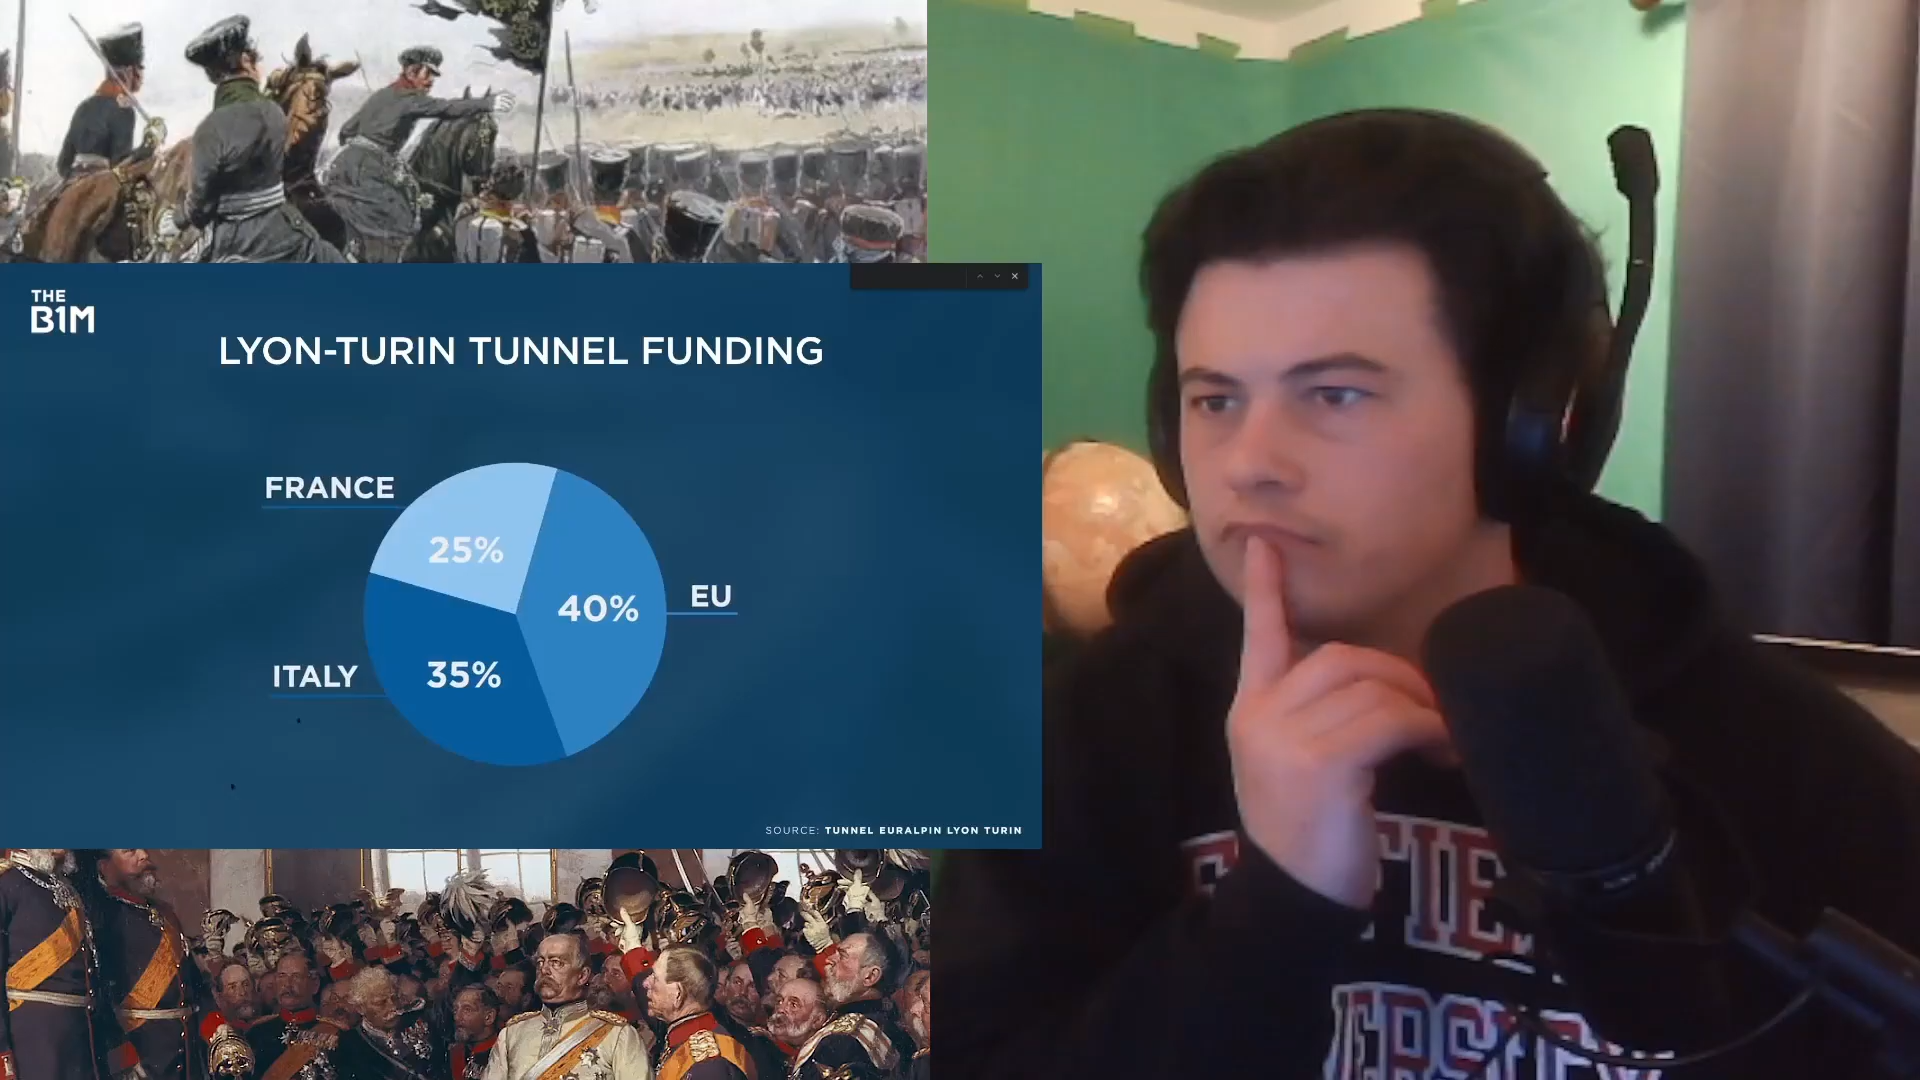 THE
B1M
LYON-TURIN TUNNEL FUNDING
FRANCE
25%
EU
40%
ITALY
35%
SOURCE: TUNNEL EURALPIN LYON TURIN